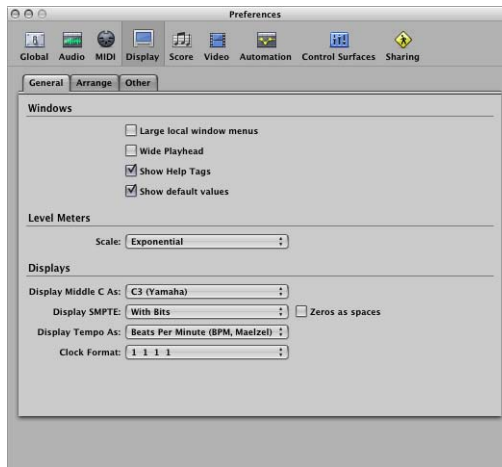 Preferences
Global Audio MIDI Display Score Video Automation Control Surfaces Sharing
General Arrange Other
Windows
Large local window menus
Wide Playhead
Show Help Tags
Show default values
Level Meters
Scale: Exponential
Displays
Display Middle C As: C3 (Yamaha)
Display SMPTE: With Bits Zeros as spaces
Display Tempo As: Beats Per Minute (BPM, Maelzel)
Clock Format: 1 1 1 1